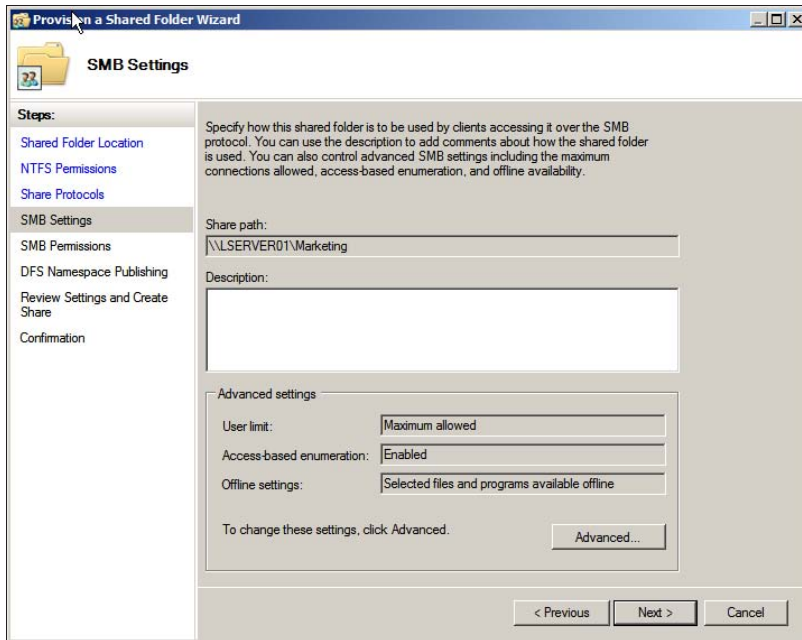 Provision a Shared Folder Wizard
SMB Settings
Steps:
Shared Folder Location
NTFS Permissions
Share Protocols
SMB Settings
SMB Permissions
DFS Namespace Publishing
Review Settings and Create
Share
Confirmation
Specify how this shared folder is to be used by clients accessing it over the SMB
protocol. You can use the description to add comments about how the shared folder
is used. You can also control advanced SMB settings including the maximum
connections allowed, access-based enumeration, and offline availability.
Share path:
\\LSERVER01\Marketing
Description:
Advanced settings
User limit: Maximum allowed
Access-based enumeration: Enabled
Offline settings: Selected files and programs available offline
To change these settings, click Advanced.
Advanced...
< Previous Next > Cancel